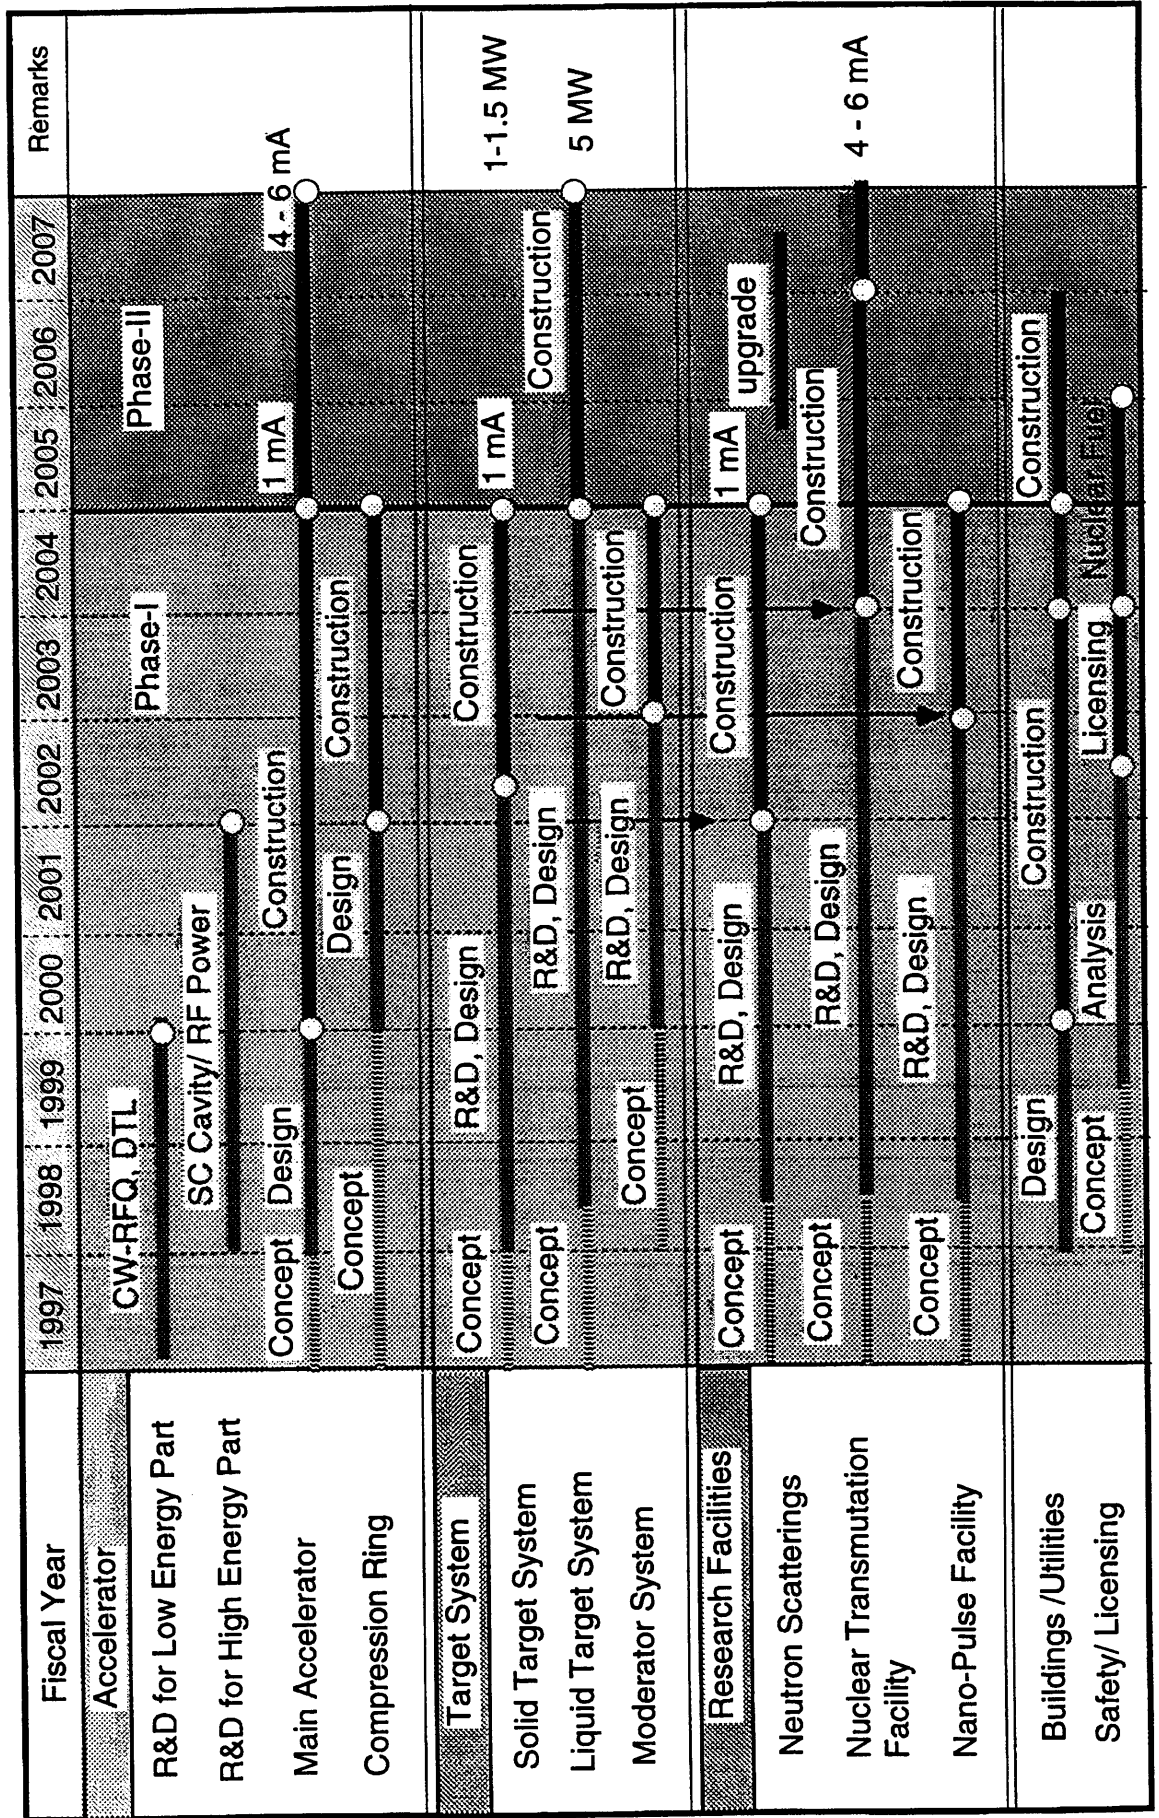 Fiscal Year 1997 1998 1999 2000 2001 2002 2003 2004 2005 2006 2007 Remarks
Accelerator Phase-I Phase-II
CW-RFQ, DTL
R&D for Low Energy Part
SC Cavity/ RF Power
R&D for High Energy Part
Concept Design Construction 1 mA 4 - 6 mA
Main Accelerator
Concept Design Construction
Compression Ring
Target System
Concept R&D, Design Construction 1 mA 1-1.5 MW
Solid Target System
Concept R&D, Design Construction 5 MW
Liquid Target System
Concept R&D, Design Construction
Moderator System
Research Facilities
Concept R&D, Design Construction 1 mA upgrade
Neutron Scatterings
Concept R&D, Design Construction 4 - 6 mA
Nuclear Transmutation
Facility
Concept R&D, Design Construction
Nano-Pulse Facility
Design Construction Construction
Buildings /Utilities
Concept Analysis Licensing Nuclear Fuel
Safety/ Licensing